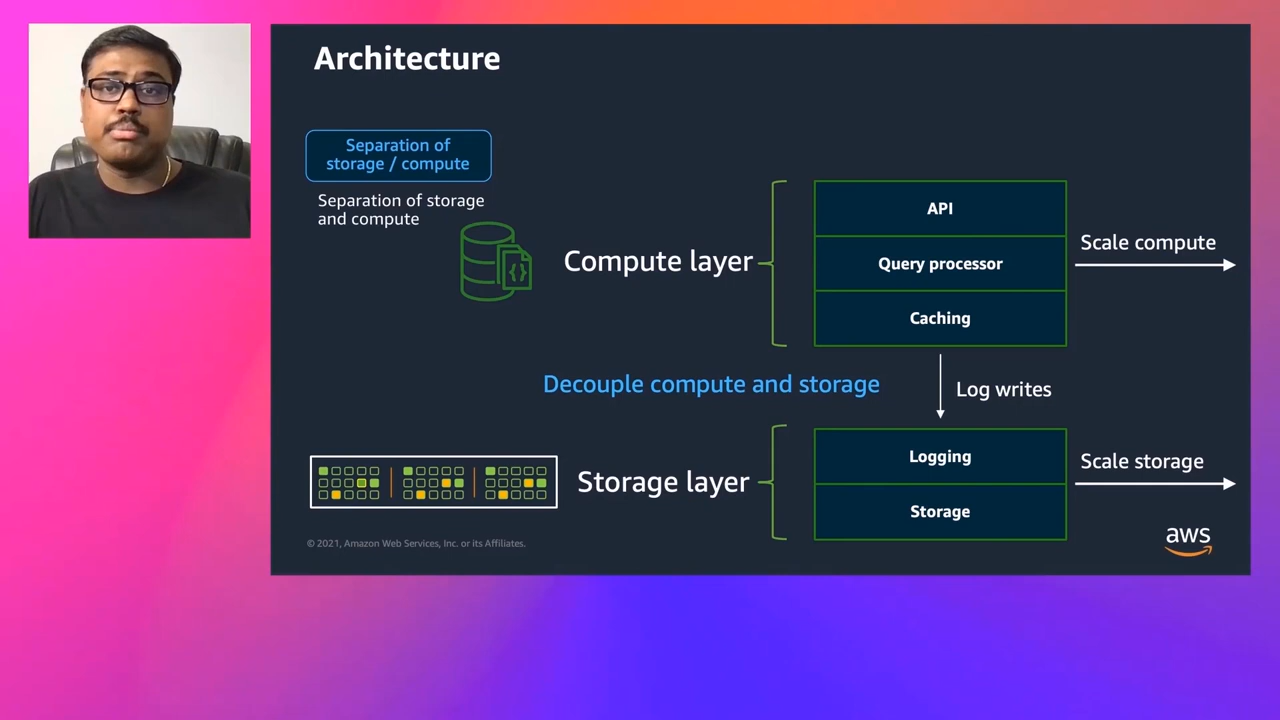 Architecture
Separation of
storage / compute
Separation of storage
and compute
{}
Compute layer
API
Query processor
Caching
Scale compute
Decouple compute and storage
Log writes
Storage layer
Logging
Storage
Scale storage
© 2021, Amazon Web Services, Inc. or its Affiliates.
aws